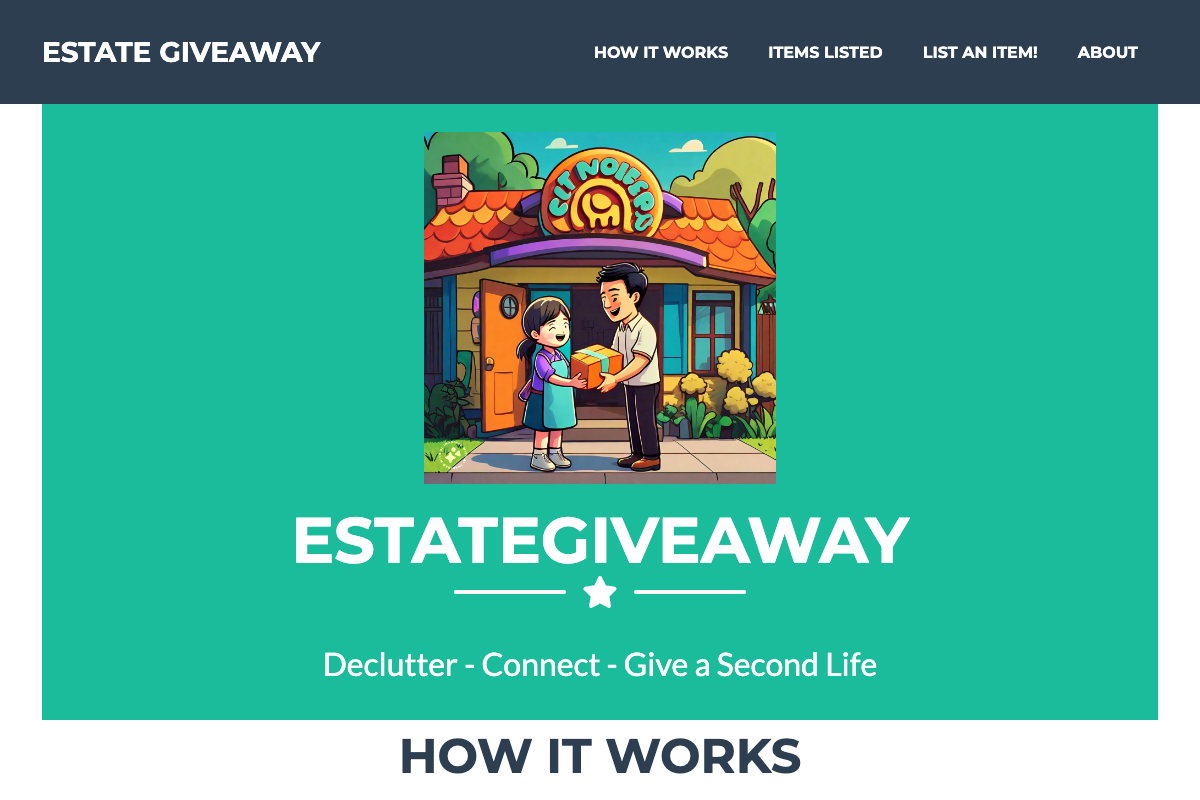 ESTATE GIVEAWAY
HOW IT WORKS
ITEMS LISTED
LIST AN ITEM!
ABOUT
ESTATEGIVEAWAY
Declutter - Connect - Give a Second Life
HOW IT WORKS